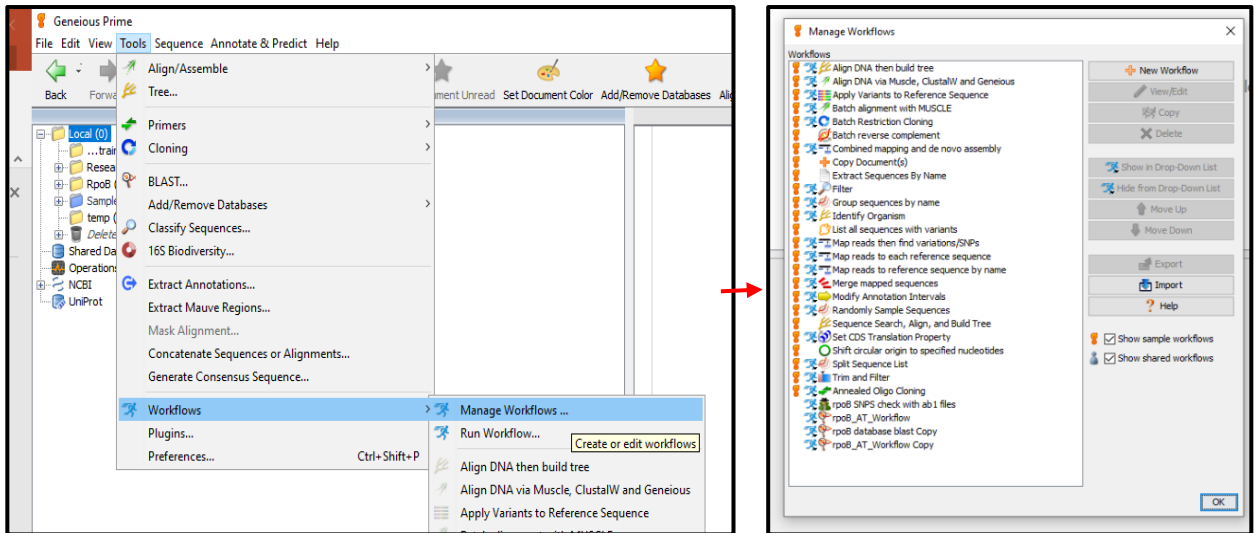 Geneious Prime
File Edit View Tools Sequence Annotate & Predict Help
Back
Unread Set Document Color Add/Remove Databases
Align/Assemble
Tree...
Primers
Cloning
BLAST...
Add/Remove Databases
Classify Sequences...
16S Biodiversity...
Extract Annotations...
Extract Mauve Regions...
Mask Alignment...
Concatenate Sequences or Alignments...
Generate Consensus Sequence...
Workflows
Plugins...
Preferences... Ctrl+Shift+P
Local (0)
...trair
Resea
RpoB (
Sample
temp (
Delete
Shared Da
Operations
NCBI
UniProt
Manage Workflows ...
Run Workflow...
Create or edit workflows
Align DNA then build tree
Align DNA via Muscle, ClustalW and Geneious
Apply Variants to Reference Sequence
Manage Workflows
Workflows
Align DNA then build tree
Align DNA via Muscle, ClustalW and Geneious
Apply Variants to Reference Sequence
Batch alignment with MUSCLE
Batch Restriction Cloning
Batch reverse complement
Combined mapping and de novo assembly
Copy Document(s)
Extract Sequences By Name
Filter
Group sequences by name
Identify Organism
List all sequences with variants
Map reads then find variations/SNPs
Map reads to each reference sequence
Map reads to reference sequence by name
Merge mapped sequences
Modify Annotation Intervals
Randomly Sample Sequences
Sequence Search, Align, and Build Tree
Set CDS Translation Property
Shift circular origin to specified nucleotides
Split Sequence List
Trim and Filter
Annealed Oligo Cloning
rpoB SNPS check with ab1 files
rpoB_AT_Workflow
rpoB database blast Copy
rpoB_AT_Workflow Copy
New Workflow
View/Edit
Copy
Delete
Show in Drop-Down List
Hide from Drop-Down List
Move Up
Move Down
Export
Import
Help
Show sample workflows
Show shared workflows
OK